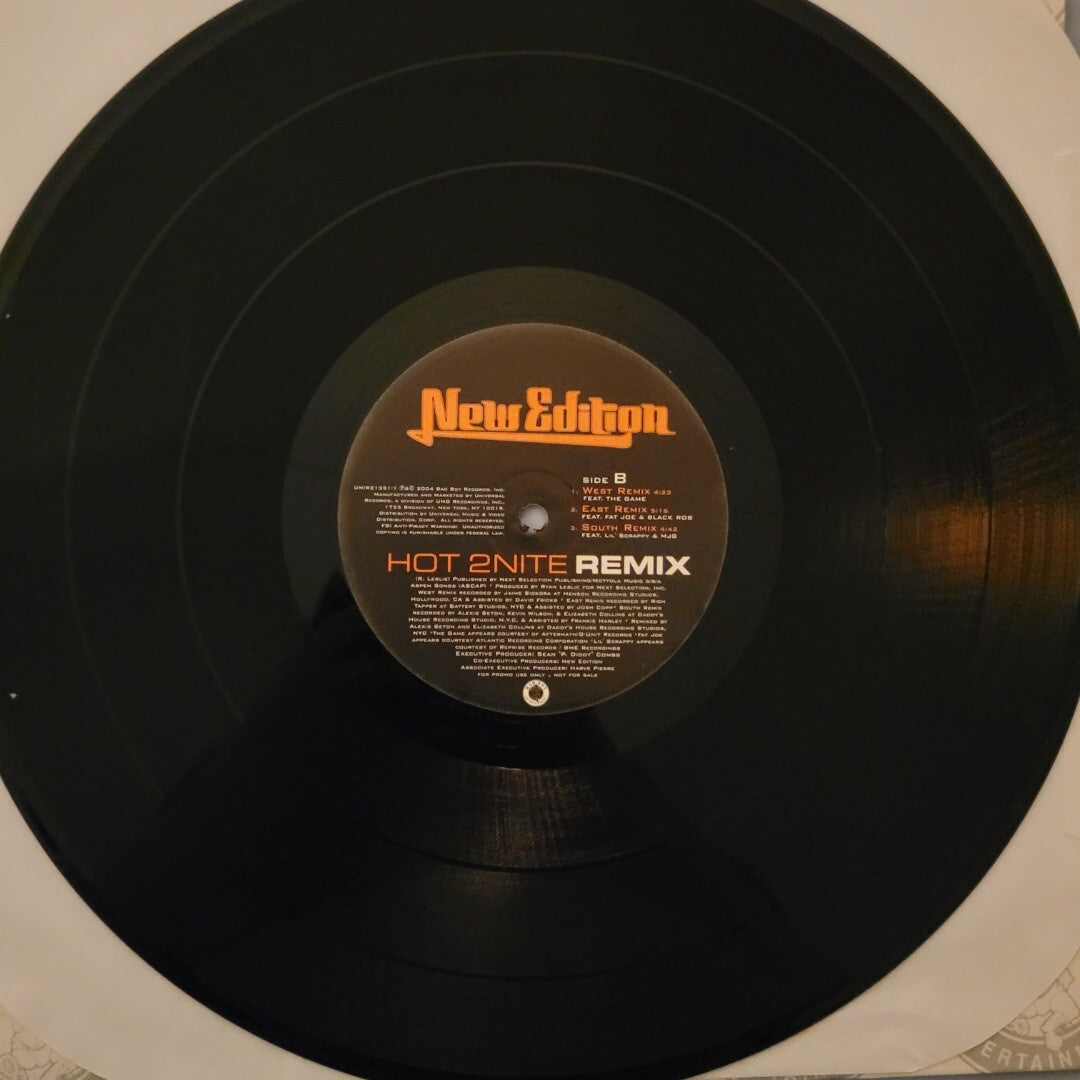 New Edition
UNIR21351-1 ℗&© 2004 Bad Boy Records, Inc.
Manufactured and Marketed by Universal
Records, a Division of UMG Recordings, Inc.,
1755 Broadway, New York, NY 10019.
Distribution by Universal Music & Video
Distribution, Corp. All rights reserved.
FBI Anti-Piracy Warning! Unauthorized
copying is punishable under federal law.
SIDE B
1. West Remix 4:23
feat. The Game
2. East Remix 5:16
feat. Fat Joe & Black Rob
3. South Remix 4:42
feat. Lil' Scrappy & MJG
HOT 2NITE REMIX
(R. Leslie) Published by Next Selection Publishing/Mottola Music d/b/a
Aspen Songs (ASCAP) * Produced by Ryan Leslie for Next Selection, Inc.
West Remix recorded by Jaime Sickora at Henson Recording Studios,
Hollywood, CA & Assisted by David Fricks * East Remix recorded by Rich
Tapper at Battery Studios, NYC & Assisted by Josh Copp* South Remix
recorded by Alexis Seton, Kevin Wilson, & Elizabeth Collins at Daddy's
House Recording Studio, N.Y.C. & Assisted by Frankie Harley * Remixed by
Alexis Seton and Elizabeth Collins at Daddy's House Recording Studios,
NYC *The Game appears courtesy of Aftermath/G-Unit Records *Fat Joe
appears courtesy Atlantic Recording Corporation *Lil' Scrappy appears
courtesy of Reprise Records / BME Recordings
Executive Producer: Sean "P. Diddy" Combs
Co-Executive Producers: New Edition
Associate Executive Producer: Harve Pierre
FOR PROMO USE ONLY . NOT FOR SALE
ERTAIN